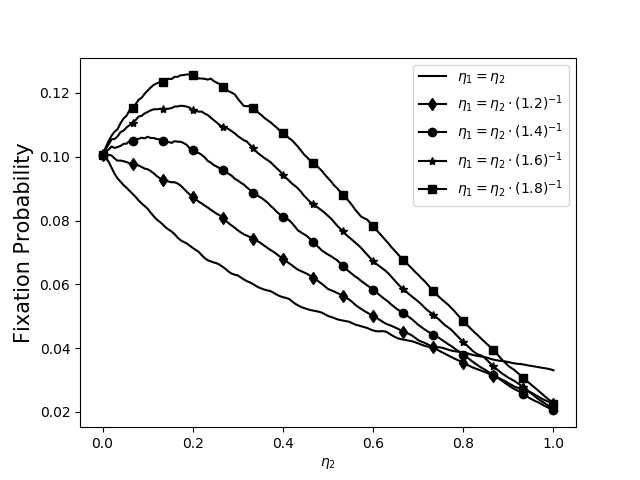 Fixation Probability
0.12
0.10
0.08
0.06
0.04
0.02
0.0
0.2
0.4
0.6
0.8
1.0
η₂
η₁ = η₂
η₁ = η₂ · (1.2)⁻¹
η₁ = η₂ · (1.4)⁻¹
η₁ = η₂ · (1.6)⁻¹
η₁ = η₂ · (1.8)⁻¹